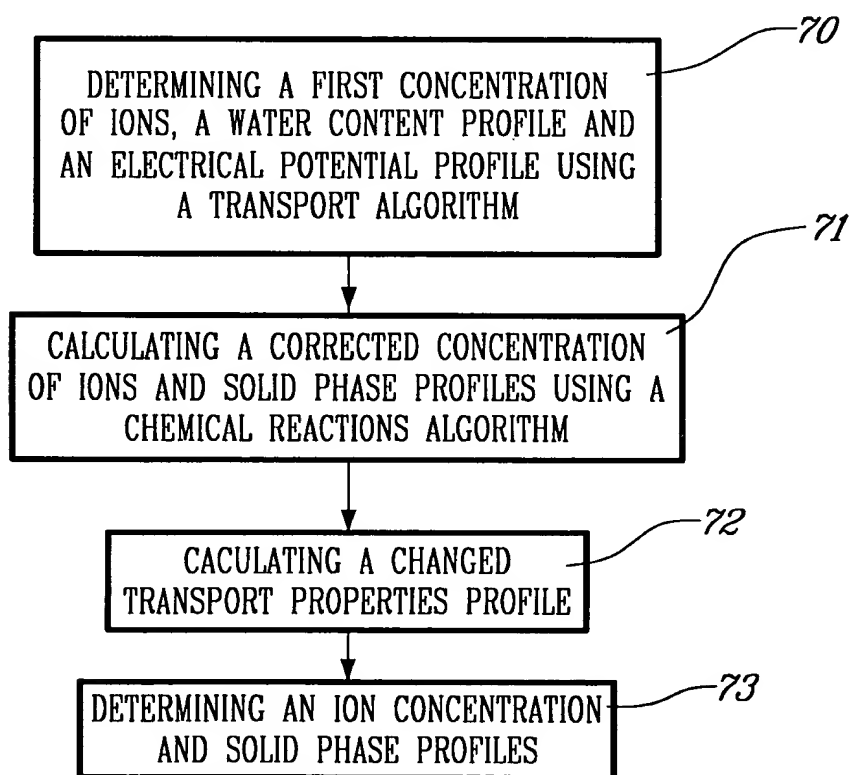 70
DETERMINING A FIRST CONCENTRATION
OF IONS, A WATER CONTENT PROFILE AND
AN ELECTRICAL POTENTIAL PROFILE USING
A TRANSPORT ALGORITHM
71
CALCULATING A CORRECTED CONCENTRATION
OF IONS AND SOLID PHASE PROFILES USING A
CHEMICAL REACTIONS ALGORITHM
72
CACULATING A CHANGED
TRANSPORT PROPERTIES PROFILE
73
DETERMINING AN ION CONCENTRATION
AND SOLID PHASE PROFILES